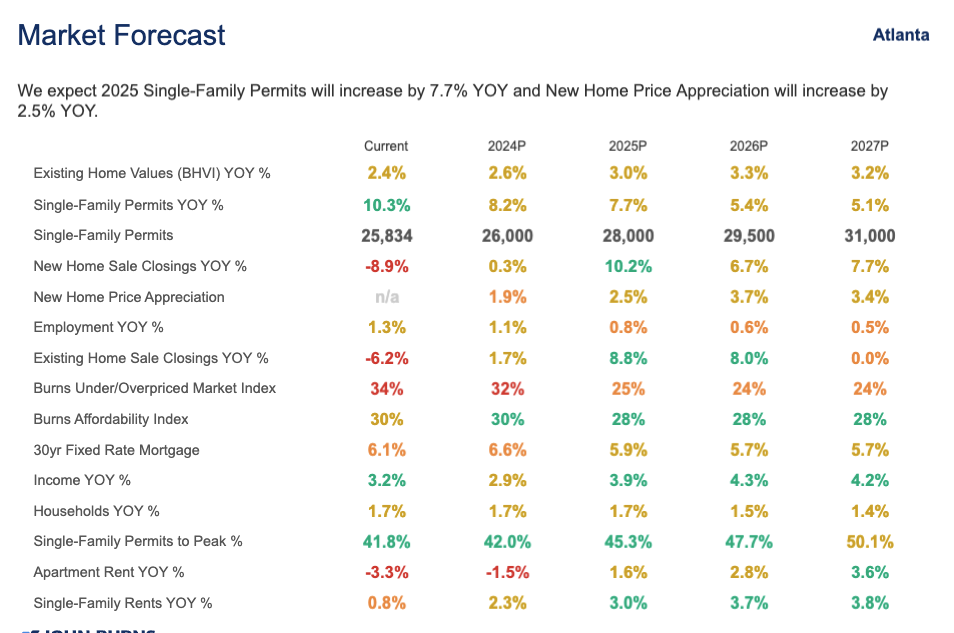 Market Forecast
Atlanta
We expect 2025 Single-Family Permits will increase by 7.7% YOY and New Home Price Appreciation will increase by
2.5% YOY.
Current 2024P 2025P 2026P 2027P
Existing Home Values (BHVI) YOY % 2.4% 2.6% 3.0% 3.3% 3.2%
Single-Family Permits YOY % 10.3% 8.2% 7.7% 5.4% 5.1%
Single-Family Permits 25,834 26,000 28,000 29,500 31,000
New Home Sale Closings YOY % -8.9% 0.3% 10.2% 6.7% 7.7%
New Home Price Appreciation n/a 1.9% 2.5% 3.7% 3.4%
Employment YOY % 1.3% 1.1% 0.8% 0.6% 0.5%
Existing Home Sale Closings YOY % -6.2% 1.7% 8.8% 8.0% 0.0%
Burns Under/Overpriced Market Index 34% 32% 25% 24% 24%
Burns Affordability Index 30% 30% 28% 28% 28%
30yr Fixed Rate Mortgage 6.1% 6.6% 5.9% 5.7% 5.7%
Income YOY % 3.2% 2.9% 3.9% 4.3% 4.2%
Households YOY % 1.7% 1.7% 1.7% 1.5% 1.4%
Single-Family Permits to Peak % 41.8% 42.0% 45.3% 47.7% 50.1%
Apartment Rent YOY % -3.3% -1.5% 1.6% 2.8% 3.6%
Single-Family Rents YOY % 0.8% 2.3% 3.0% 3.7% 3.8%
JOHN BURNS